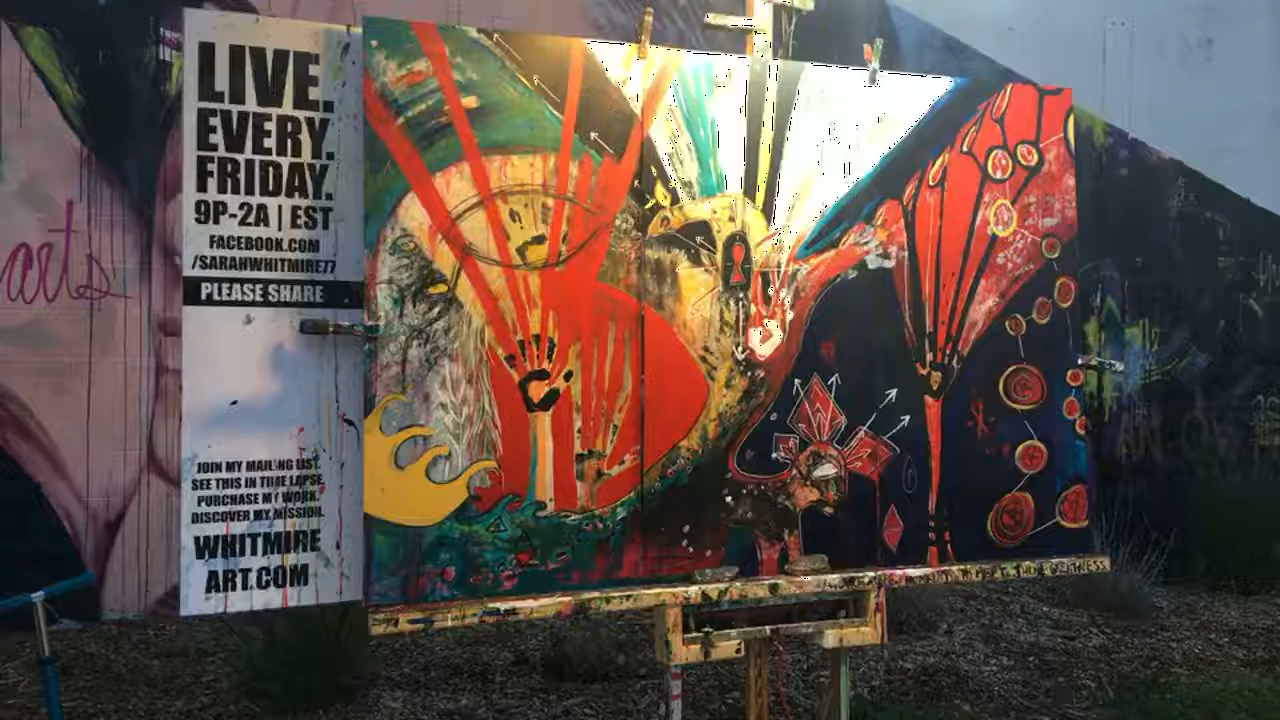 arts
LIVE.
EVERY.
FRIDAY.
9P-2A | EST
FACEBOOK.COM
/SARAHWHITMIRE77
PLEASE SHARE
JOIN MY MAILING LIST.
SEE THIS IN TIME LAPSE.
PURCHASE MY WORK.
DISCOVER MY MISSION.
WHITMIRE
ART.COM